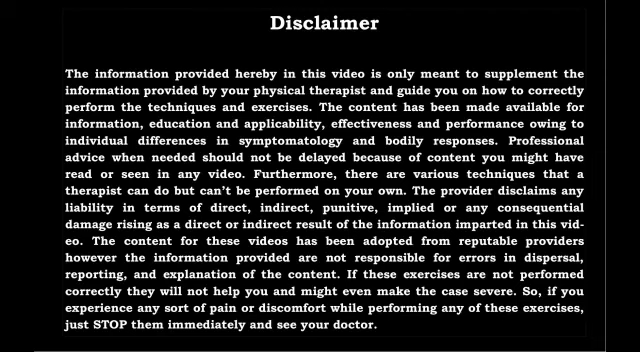 Disclaimer
The information provided hereby in this video is only meant to supplement the
information provided by your physical therapist and guide you on how to correctly
perform the techniques and exercises. The content has been made available for
information, education and applicability, effectiveness and performance owing to
individual differences in symptomatology and bodily responses. Professional
advice when needed should not be delayed because of content you might have
read or seen in any video. Furthermore, there are various techniques that a
therapist can do but can't be performed on your own. The provider disclaims any
liability in terms of direct, indirect, punitive, implied or any consequential
damage rising as a direct or indirect result of the information imparted in this vid-
eo. The content for these videos has been adopted from reputable providers
however the information provided are not responsible for errors in dispersal,
reporting, and explanation of the content. If these exercises are not performed
correctly they will not help you and might even make the case severe. So, if you
experience any sort of pain or discomfort while performing any of these exercises,
just STOP them immediately and see your doctor.